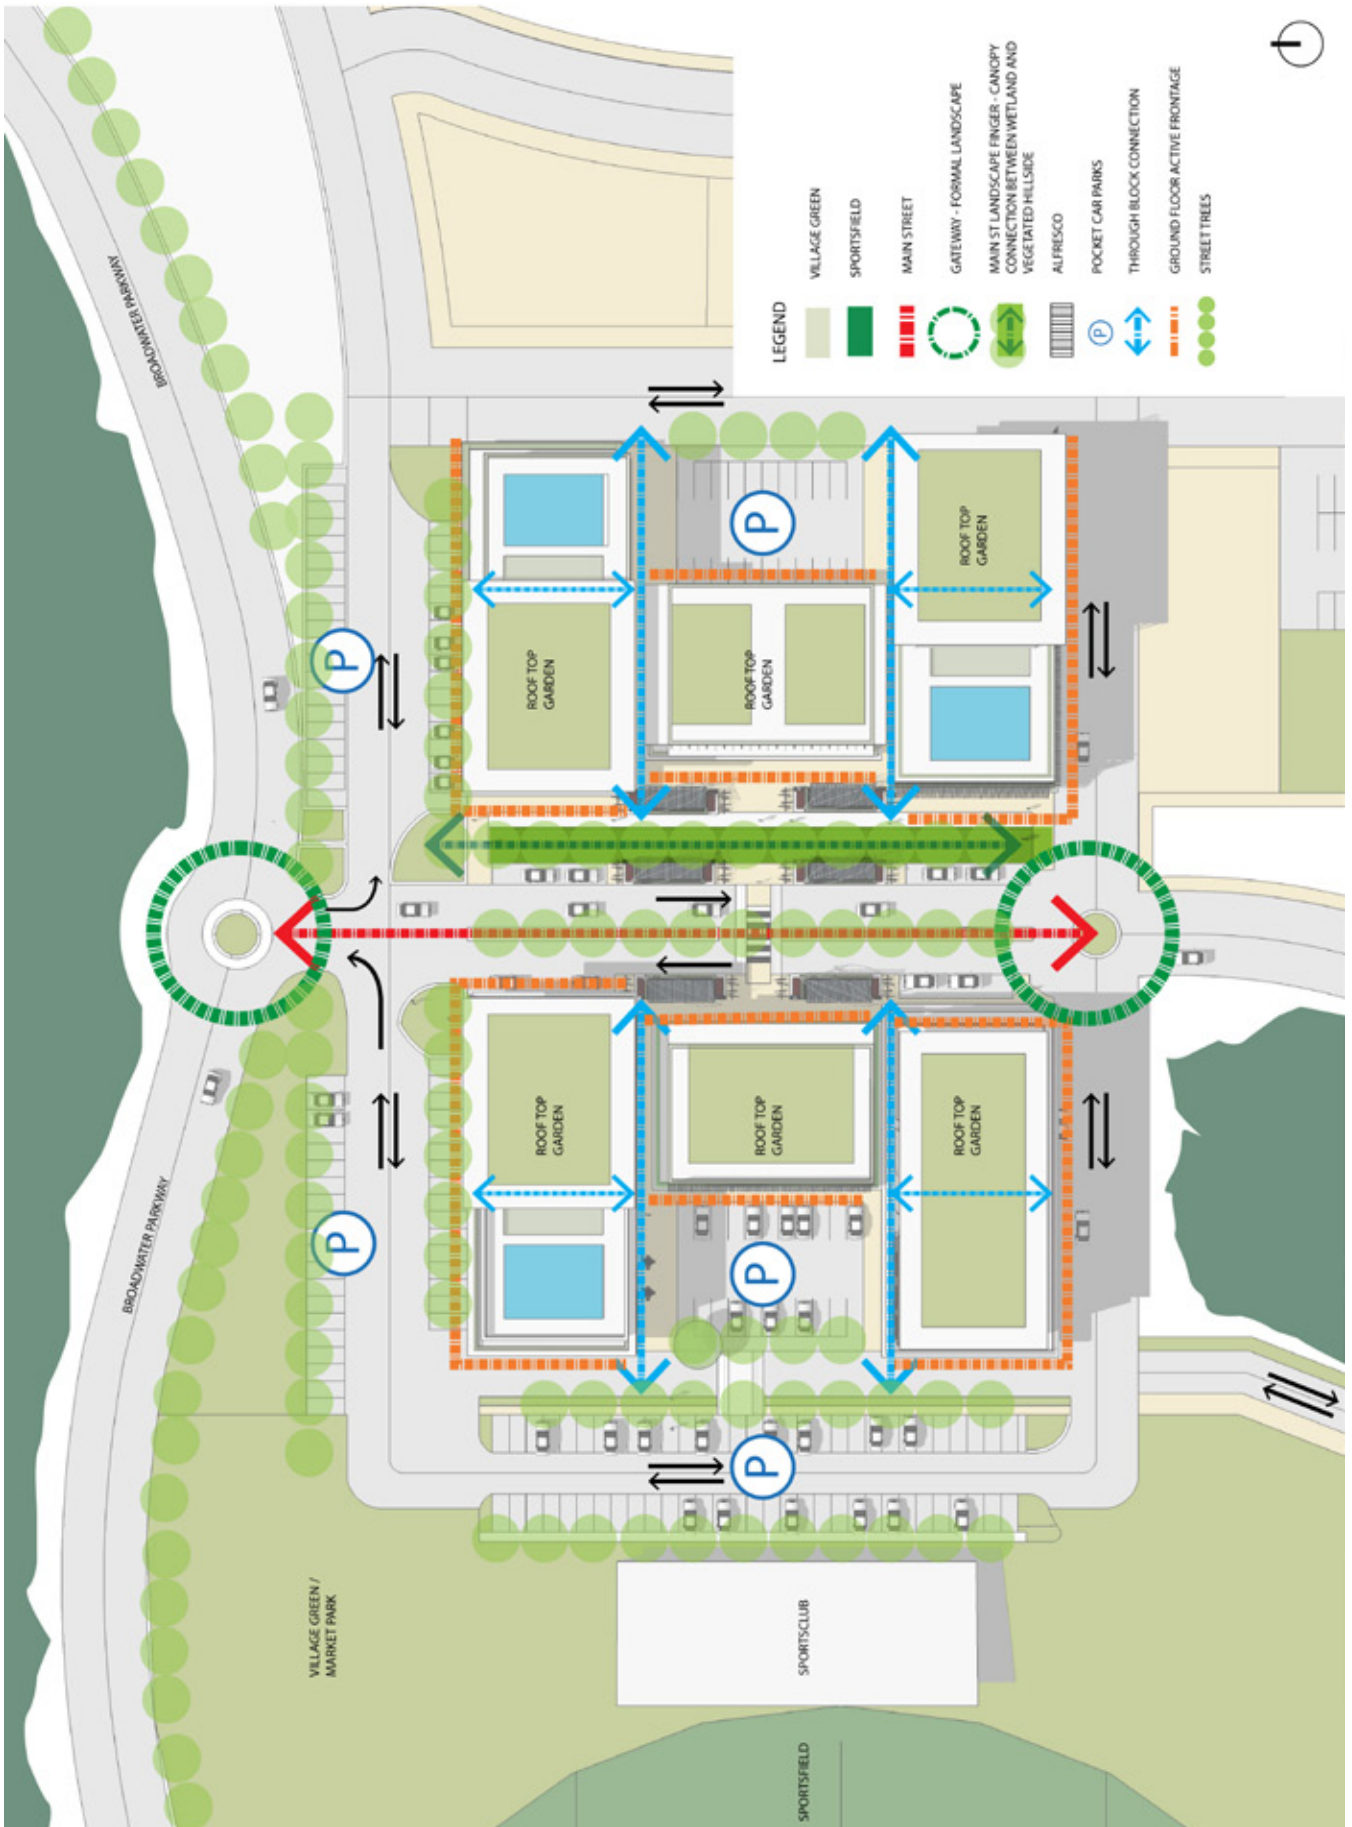 BROADWATER PARKWAY
BROADWATER PARKWAY
LEGEND
VILLAGE GREEN
SPORTSFIELD
MAIN STREET
GATEWAY - FORMAL LANDSCAPE
MAIN ST LANDSCAPE FINGER - CANOPY
CONNECTION BETWEEN WETLAND AND
VEGETATED HILLSIDE
ALFRESCO
P
POCKET CAR PARKS
THROUGH BLOCK CONNECTION
GROUND FLOOR ACTIVE FRONTAGE
STREET TREES
P
P
P
P
P
ROOF TOP
GARDEN
ROOF TOP
GARDEN
ROOF TOP
GARDEN
ROOF TOP
GARDEN
ROOF TOP
GARDEN
ROOF TOP
GARDEN
VILLAGE GREEN /
MARKET PARK
SPORTSCLUB
SPORTSFIELD